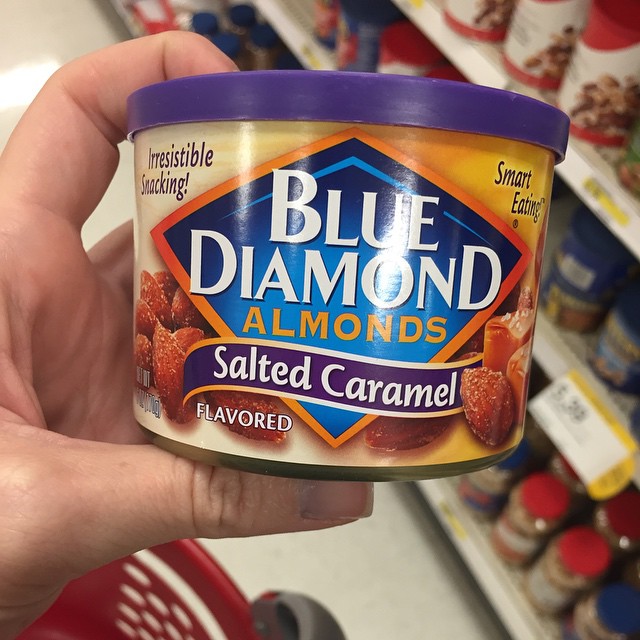 Irresistible
Snacking!
Smart
Eating!
®
BLUE
DIAMOND
ALMONDS
Salted Caramel
FLAVORED